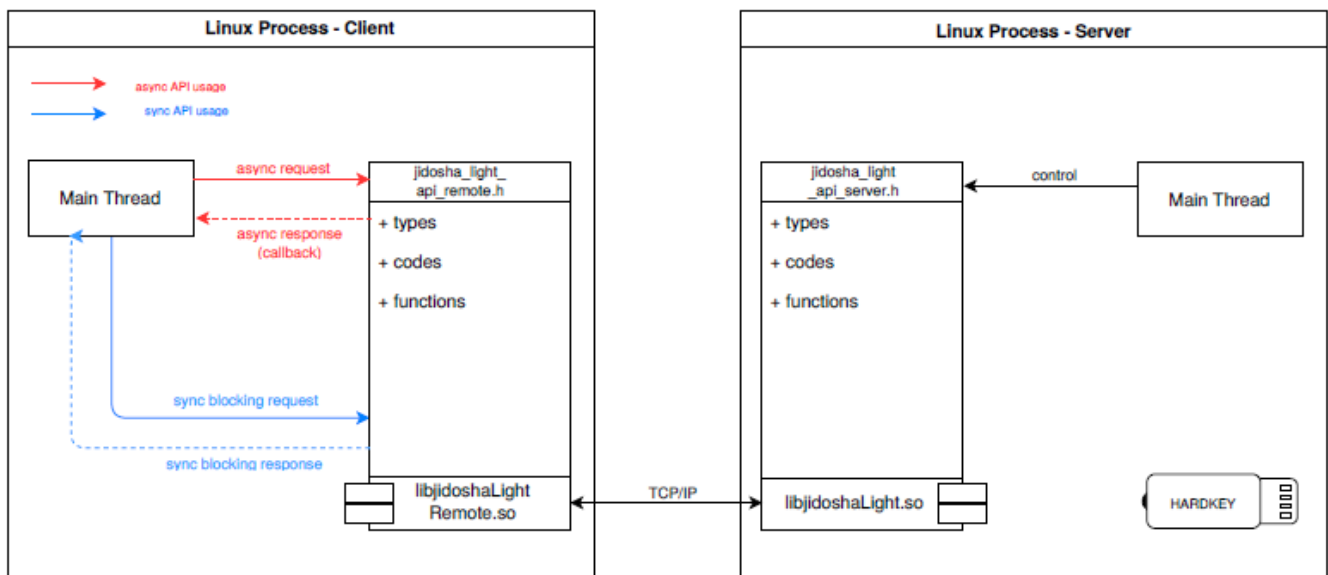 Linux Process - Client
async API usage
sync API usage
Main Thread
async request
async response
(callback)
jidosha_light_
api_remote.h
+ types
+ codes
+ functions
sync blocking request
sync blocking response
libjidoshaLight
Remote.so
TCP/IP
Linux Process - Server
jidosha_light
_api_server.h
+ types
+ codes
+ functions
control
Main Thread
libjidoshaLight.so
HARDKEY